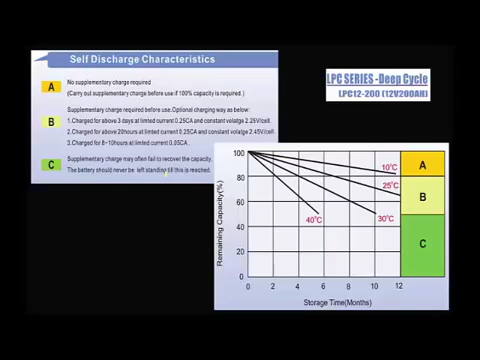 Self Discharge Characteristics
LPC SERIES -Deep Cycle
LPC12-200 (12V200AH)
A
No supplementary charge required
(Carry out supplementary charge before use if 100% capacity is required.)
B
Supplementary charge required before use. Optional charging way as below:
1.Charged for above 3days at limted current 0.25CA and constant volatge 2.25V/cell.
2.Charged for above 20hours at limted current 0.25CA and constant volatge 2.45V/cell.
3.Charged for 8~10hours at limted current 0.05CA.
C
Supplementary charge may often fail to recover the capacity.
The battery should never be left standing till this is reached.
Remaining Capacity(%)
100
80
60
40
20
0
10°C
25°C
30°C
40°C
A
B
C
0 2 4 6 8 10 12
Storage Time(Months)